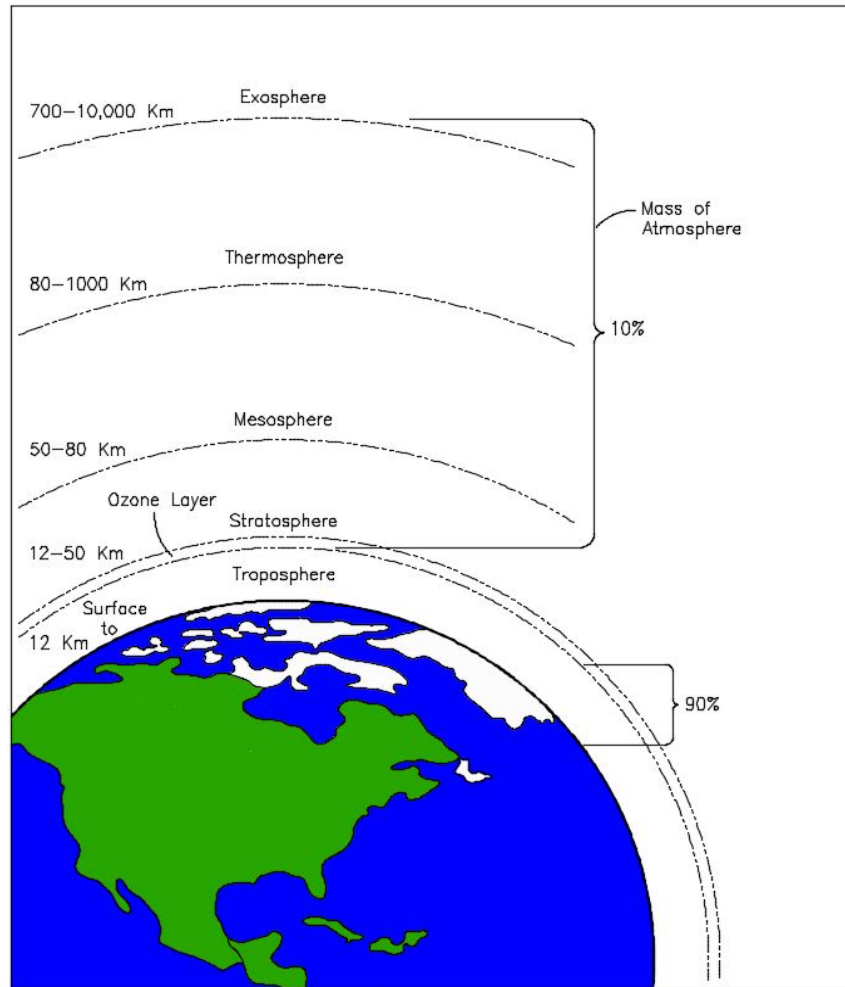 Exosphere
700-10,000 Km
Mass of
Atmosphere
Thermosphere
80-1000 Km
10%
Mesosphere
50-80 Km
Ozone Layer
Stratosphere
12-50 Km
Troposphere
Surface
to
12 Km
90%